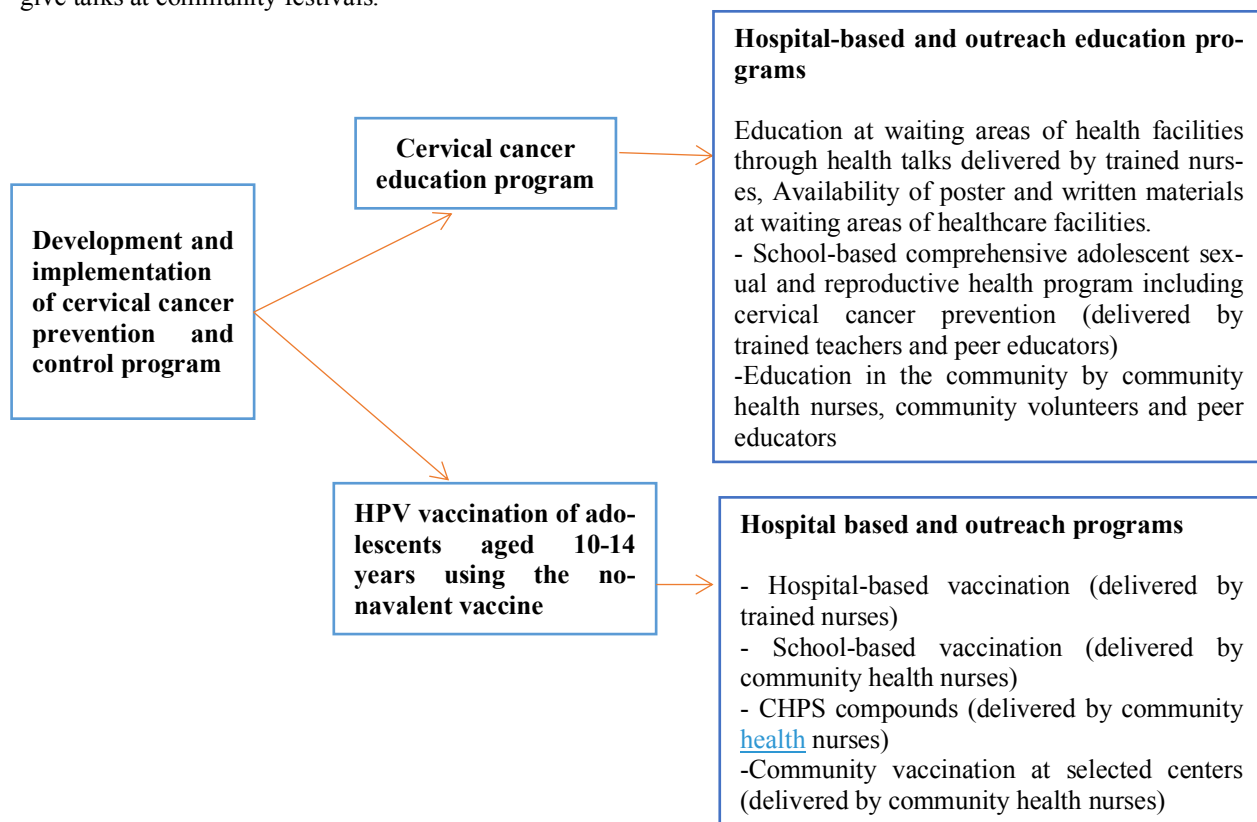 give talks at community festivals.
Development and
implementation
of cervical cancer
prevention and
control program
Cervical cancer
education program
Hospital-based and outreach education pro-
grams
Education at waiting areas of health facilities
through health talks delivered by trained nurs-
es, Availability of poster and written materials
at waiting areas of healthcare facilities.
- School-based comprehensive adolescent sex-
ual and reproductive health program including
cervical cancer prevention (delivered by
trained teachers and peer educators)
-Education in the community by community
health nurses, community volunteers and peer
educators
HPV vaccination of ado-
lescents aged 10-14
years using the no-
navalent vaccine
Hospital based and outreach programs
- Hospital-based vaccination (delivered by
trained nurses)
- School-based vaccination (delivered by
community health nurses)
- CHPS compounds (delivered by community
health nurses)
-Community vaccination at selected centers
(delivered by community health nurses)